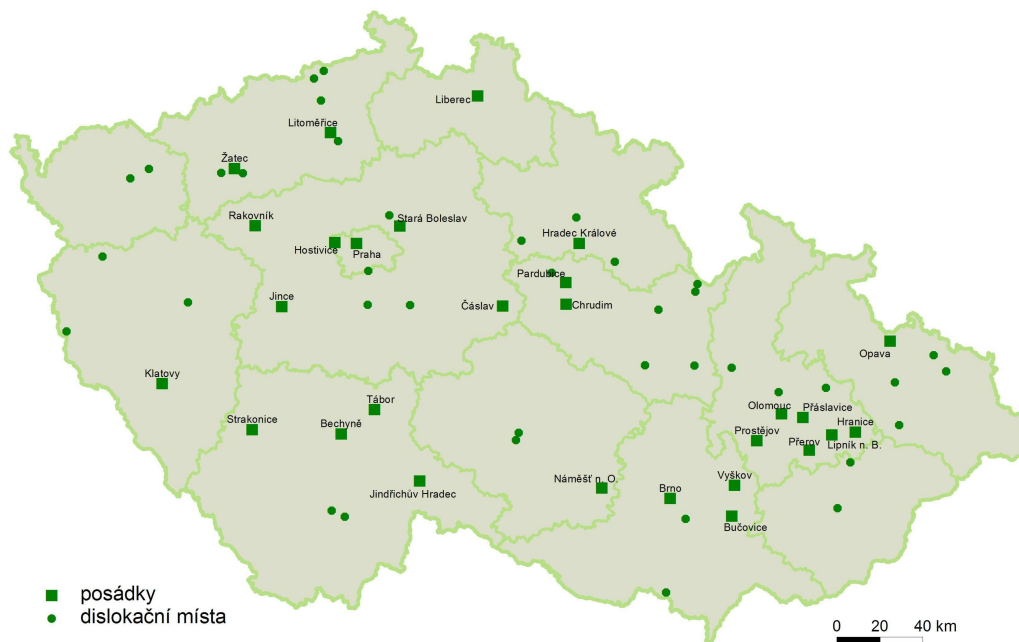 Liberec
Litoměřice
Žatec
Rakovník
Stará Boleslav
Hostivice
Praha
Hradec Králové
Pardubice
Jince
Čáslav
Chrudim
Opava
Klatovy
Tábor
Strakonice
Bechyně
Olomouc
Přáslavice
Hranice
Prostějov
Přerov
Lipník n. B.
Jindřichův Hradec
Náměšť n. O.
Brno
Vyškov
Bučovice
posádky
dislokační místa
0 20 40 km